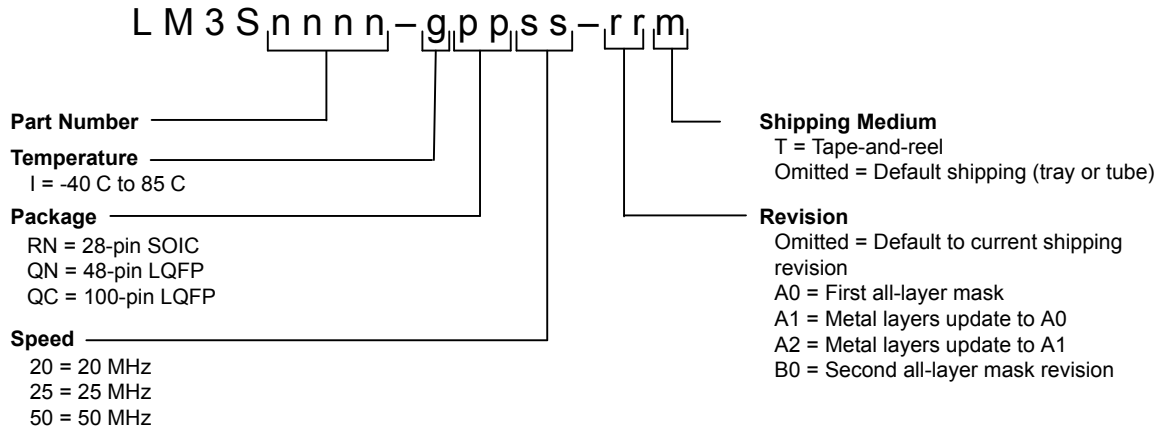 LM3Snnnn–gppss–rrm
Part Number
Temperature
I = -40 C to 85 C
Package
RN = 28-pin SOIC
QN = 48-pin LQFP
QC = 100-pin LQFP
Speed
20 = 20 MHz
25 = 25 MHz
50 = 50 MHz
Shipping Medium
T = Tape-and-reel
Omitted = Default shipping (tray or tube)
Revision
Omitted = Default to current shipping
revision
A0 = First all-layer mask
A1 = Metal layers update to A0
A2 = Metal layers update to A1
B0 = Second all-layer mask revision